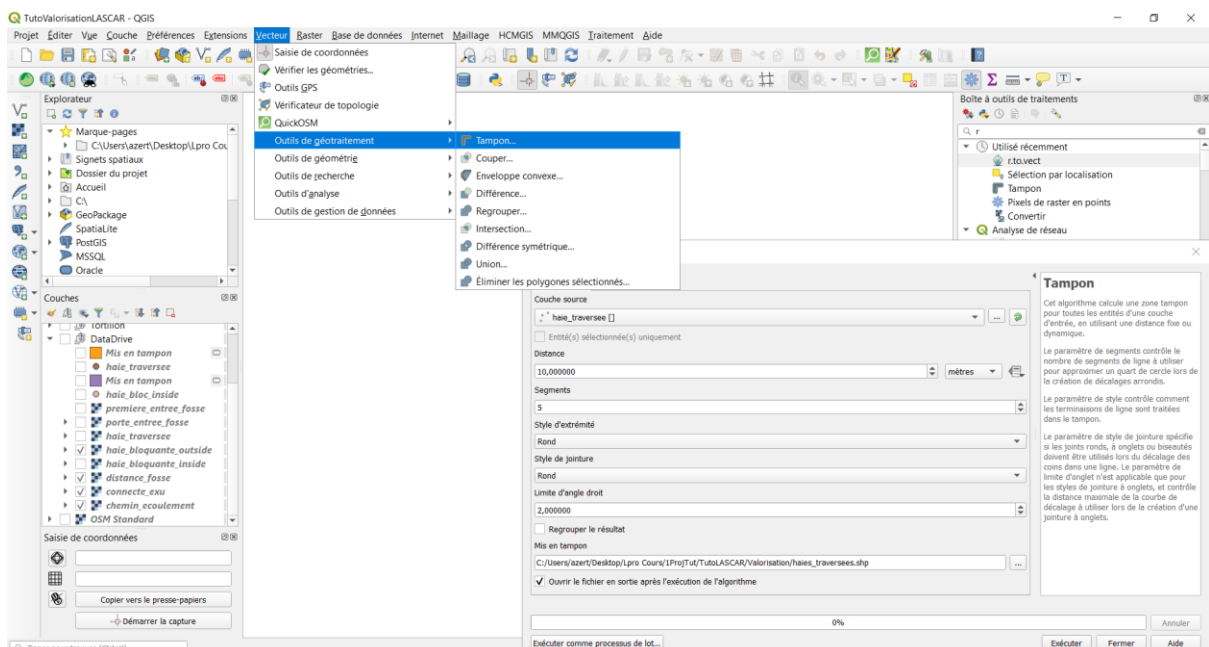 TutoValorisationLASCAR - QGIS
Projet Éditer Vue Couche Préférences Extensions Vecteur Raster Base de données Internet Maillage HCMGIS MMQGIS Traitement Aide
Saisie de coordonnées
Vérifier les géométries...
Outils GPS
Vérificateur de topologie
QuickOSM
Outils de géotraitement
Outils de géométrie
Outils de recherche
Outils d'analyse
Outils de gestion de données
Tampon...
Couper...
Enveloppe convexe...
Différence...
Regrouper...
Intersection...
Différence symétrique...
Union...
Éliminer les polygones sélectionnés...
Explorateur
Marque-pages
C:\Users\azert\Desktop\Lpro Cou
Signets spatiaux
Dossier du projet
Accueil
C:\
GeoPackage
SpatiaLite
PostGIS
MSSQL
Oracle
Couches
Tortillon
DataDrive
Mis en tampon
haie_traversee
Mis en tampon
haie_bloc_inside
premiere_entree_fosse
porte_entree_fosse
haie_traversee
haie_bloquante_outside
haie_bloquante_inside
distance_fosse
connecte_exu
chemin_ecoulement
OSM Standard
Saisie de coordonnées
Copier vers le presse-papiers
Démarrer la capture
Boîte à outils de traitements
r
Utilisé récemment
r.to.vect
Sélection par localisation
Tampon
Pixels de raster en points
Convertir
Analyse de réseau
Couche source
haie_traversee []
Entité(s) sélectionnée(s) uniquement
Distance
10,000000 mètres
Segments
5
Style d'extrémité
Rond
Style de jointure
Rond
Limite d'angle droit
2,000000
Regrouper le résultat
Mis en tampon
C:/Users/azert/Desktop/Lpro Cours/1ProjTut/TutoLASCAR/Valorisation/haies_traversees.shp
Ouvrir le fichier en sortie après l'exécution de l'algorithme
0%
Annuler
Exécuter comme processus de lot...
Exécuter Fermer Aide
Tampon
Cet algorithme calcule une zone tampon
pour toutes les entités d'une couche
d'entrée, en utilisant une distance fixe ou
dynamique.
Le paramètre de segments contrôle le
nombre de segments de ligne à utiliser
pour approximer un quart de cercle lors de
la création de décalages arrondis.
Le paramètre de style contrôle comment
les terminaisons de ligne sont traitées
dans le tampon.
Le paramètre de style de jointure spécifie
si les joints ronds, à onglets ou biseautés
doivent être utilisés lors du décalage des
coins dans une ligne. Le paramètre de
limite d'onglet n'est applicable que pour
les styles de jointure à onglets, et contrôle
la distance maximale de la courbe de
décalage à utiliser lors de la création d'une
jointure à onglets.